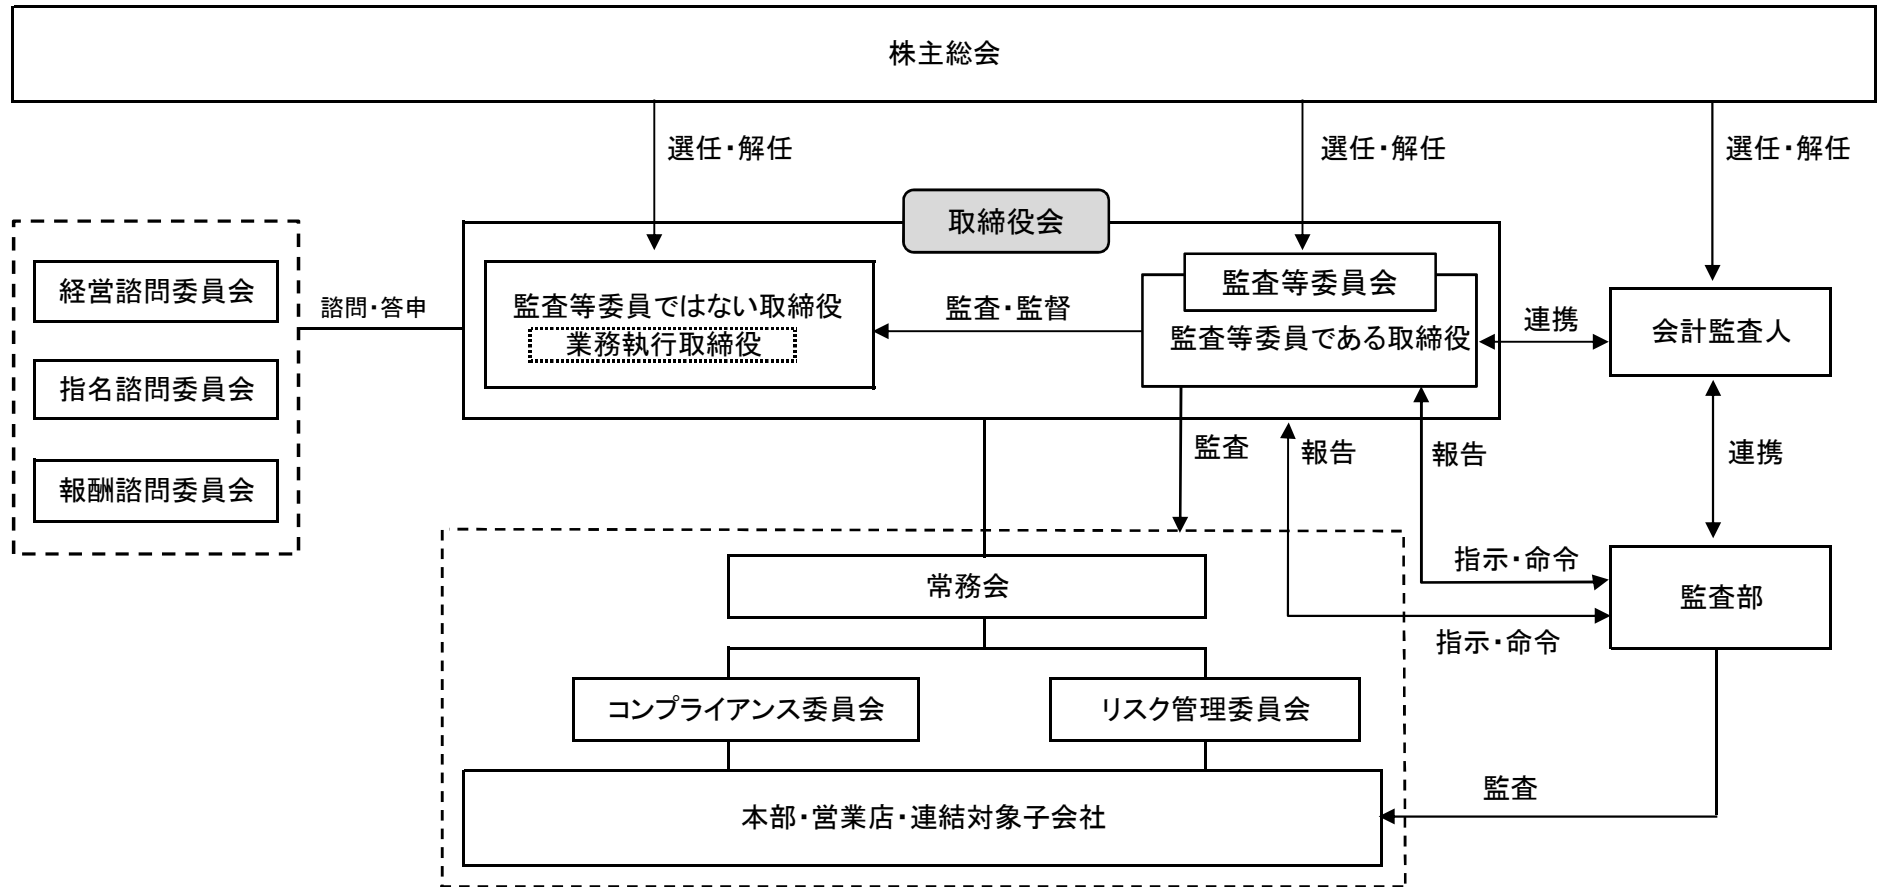 株主総会
選任・解任
選任・解任
選任・解任
取締役会
経営諮問委員会
指名諮問委員会
報酬諮問委員会
諮問・答申
監査等委員ではない取締役
業務執行取締役
監査・監督
監査等委員会
監査等委員である取締役
連携
会計監査人
監査
報告
報告
連携
指示・命令
指示・命令
監査部
常務会
コンプライアンス委員会
リスク管理委員会
監査
本部・営業店・連結対象子会社